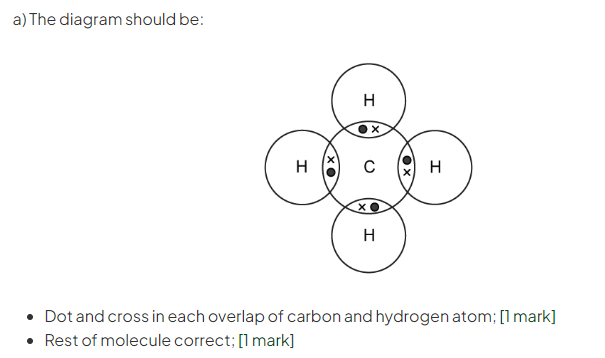 a) The diagram should be:
H
● x
H x ● C ● x H
x ●
H
• Dot and cross in each overlap of carbon and hydrogen atom; [1 mark]
• Rest of molecule correct; [1 mark]